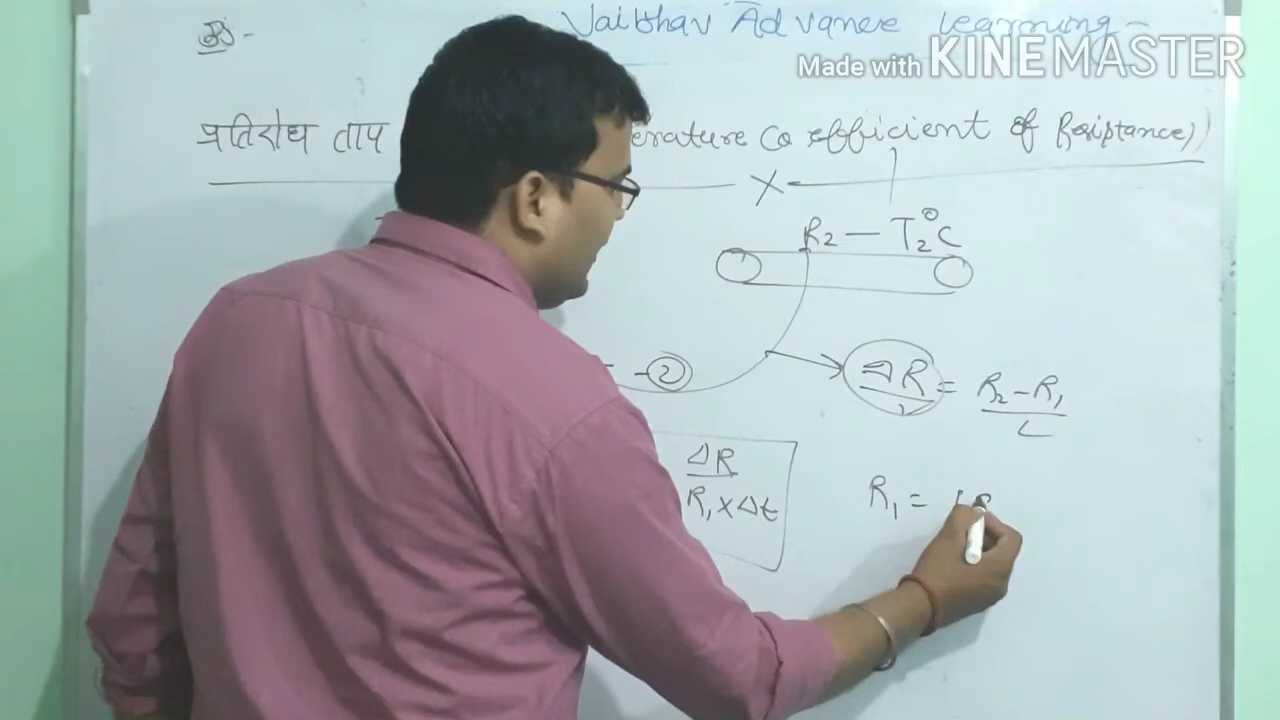 ॐ -
Vaibhav Advance learning -
Made with KINEMASTER
प्रतिरोध ताप erature Co efficient of Resistance)
X
R₂ — T₂°C
- ②
ΔR = R₂ - R₁
L
ΔR
R₁ x Δt
R₁ =